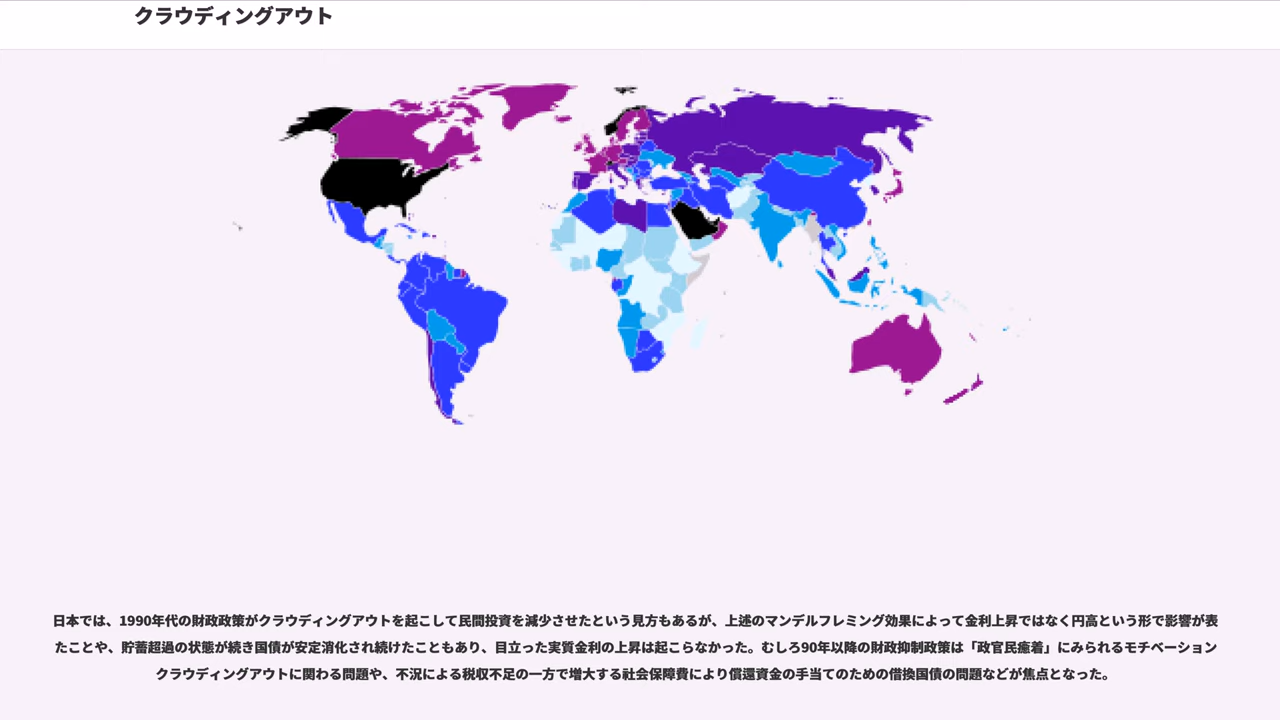 クラウディングアウト
日本では、1990年代の財政政策がクラウディングアウトを起こして民間投資を減少させたという見方もあるが、上述のマンデルフレミング効果によって金利上昇ではなく円高という形で影響が表
たことや、貯蓄超過の状態が続き国債が安定消化され続けたこともあり、目立った実質金利の上昇は起こらなかった。むしろ90年以降の財政抑制政策は「政官民癒着」にみられるモチベーション
クラウディングアウトに関わる問題や、不況による税収不足の一方で増大する社会保障費により償還資金の手当てのための借換国債の問題などが焦点となった。